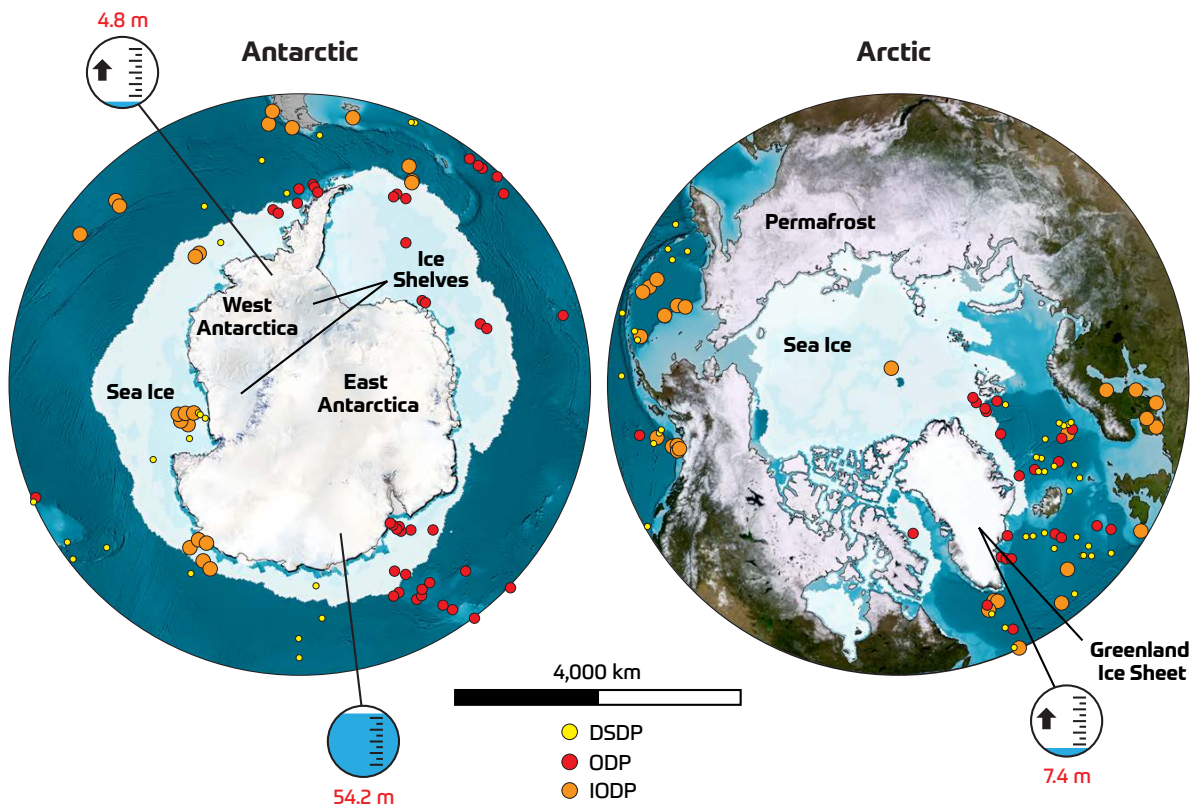 4.8 m
Antarctic
Arctic
Permafrost
Ice
Shelves
West
Antarctica
Sea Ice
Sea Ice
East
Antarctica
Greenland
Ice Sheet
4,000 km
DSDP
ODP
IODP
54.2 m
7.4 m